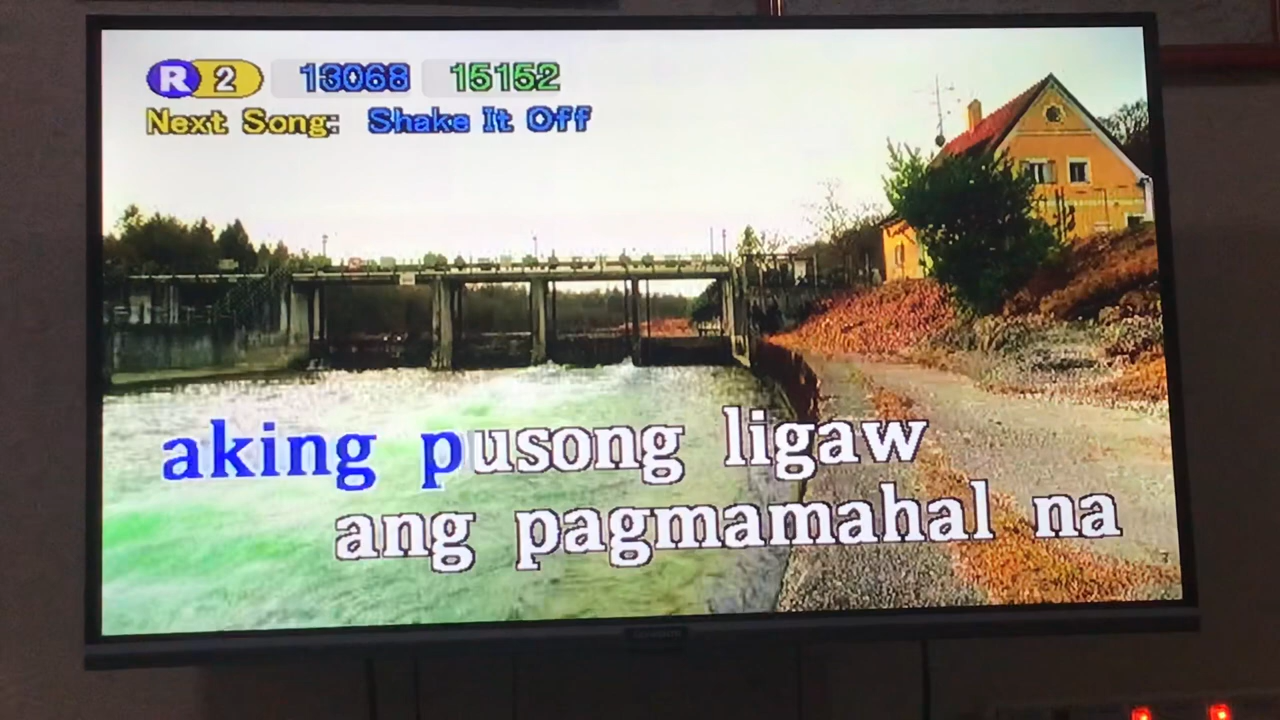 R 2 13068 15152
Next Song: Shake It Off
aking pusong ligaw
ang pagmamahal na